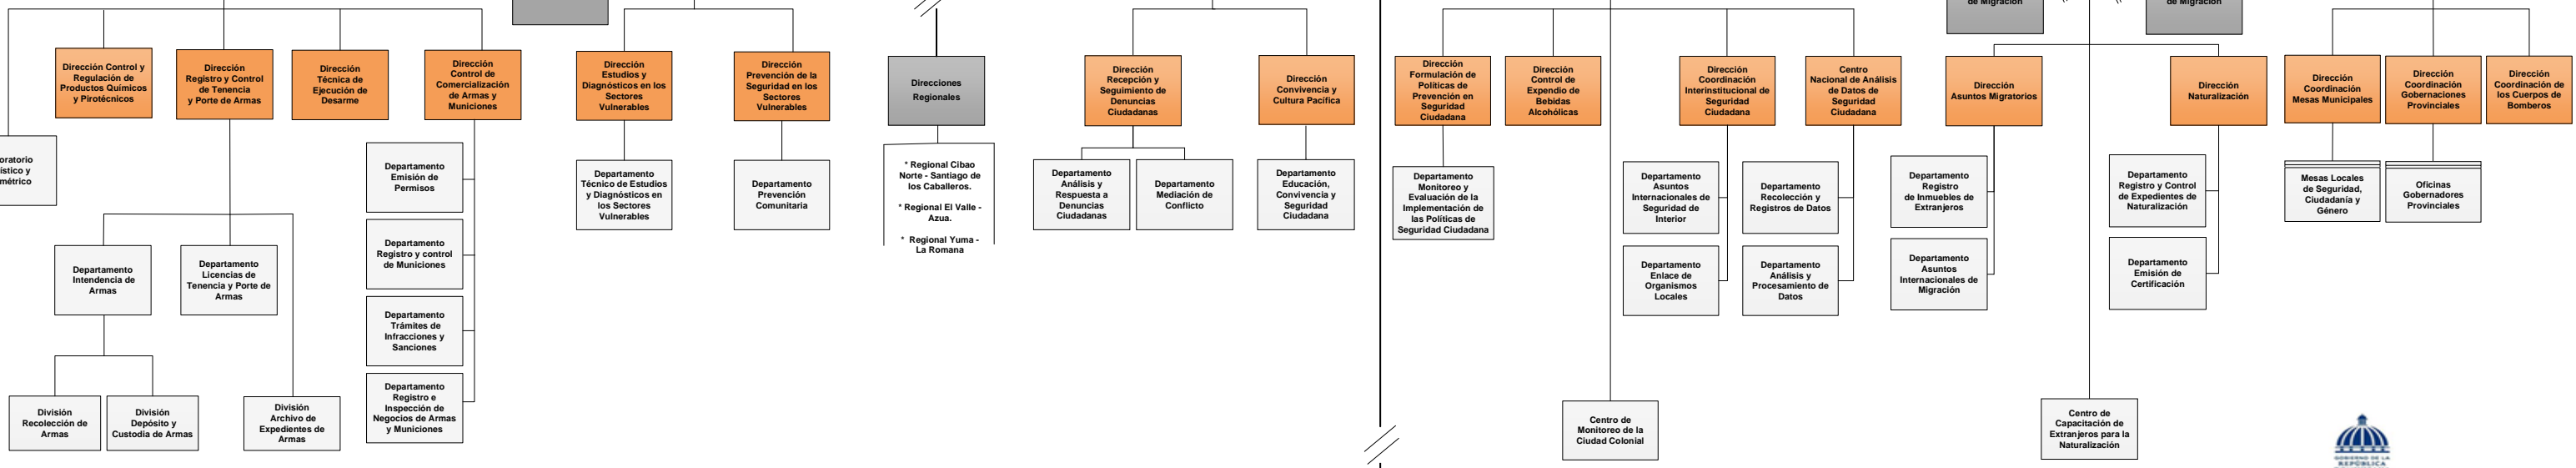 de Migración
de Migración
Dirección Control y
Regulación de
Productos Químicos
y Pirotécnicos
Dirección
Registro y Control
de Tenencia
y Porte de Armas
Dirección
Técnica de
Ejecución de
Desarme
Dirección
Control de
Comercialización
de Armas y
Municiones
Dirección
Estudios y
Diagnósticos en los
Sectores
Vulnerables
Dirección
Prevención de la
Seguridad en los
Sectores
Vulnerables
Direcciones
Regionales
Dirección
Recepción y
Seguimiento de
Denuncias
Ciudadanas
Dirección
Convivencia y
Cultura Pacífica
Dirección
Formulación de
Políticas de
Prevención en
Seguridad
Ciudadana
Dirección
Control de
Expendio de
Bebidas
Alcohólicas
Dirección
Coordinación
Interinstitucional de
Seguridad
Ciudadana
Centro
Nacional de Análisis
de Datos de
Seguridad
Ciudadana
Dirección
Asuntos Migratorios
Dirección
Naturalización
Dirección
Coordinación
Mesas Municipales
Dirección
Coordinación
Gobernaciones
Provinciales
Dirección
Coordinación de
los Cuerpos de
Bomberos
oratorio
ístico y
métrico
Departamento
Emisión de
Permisos
Departamento
Técnico de Estudios
y Diagnósticos en
los Sectores
Vulnerables
Departamento
Prevención
Comunitaria
* Regional Cibao
Norte - Santiago de
los Caballeros.
* Regional El Valle -
Azua.
* Regional Yuma -
La Romana
Departamento
Análisis y
Respuesta a
Denuncias
Ciudadanas
Departamento
Mediación de
Conflicto
Departamento
Educación,
Convivencia y
Seguridad
Ciudadana
Departamento
Monitoreo y
Evaluación de la
Implementación de
las Políticas de
Seguridad Ciudadana
Departamento
Asuntos
Internacionales de
Seguridad de
Interior
Departamento
Recolección y
Registros de Datos
Departamento
Registro
de Inmuebles de
Extranjeros
Departamento
Registro y Control
de Expedientes de
Naturalización
Mesas Locales
de Seguridad,
Ciudadanía y
Género
Oficinas
Gobernadores
Provinciales
Departamento
Registro y control
de Municiones
Departamento
Intendencia de
Armas
Departamento
Licencias de
Tenencia y Porte de
Armas
Departamento
Enlace de
Organismos
Locales
Departamento
Análisis y
Procesamiento de
Datos
Departamento
Asuntos
Internacionales de
Migración
Departamento
Emisión de
Certificación
Departamento
Trámites de
Infracciones y
Sanciones
Departamento
Registro e
Inspección de
Negocios de Armas
y Municiones
División
Recolección de
Armas
División
Depósito y
Custodia de Armas
División
Archivo de
Expedientes de
Armas
Centro de
Monitoreo de la
Ciudad Colonial
Centro de
Capacitación de
Extranjeros para la
Naturalización
GOBIERNO DE LA
REPÚBLICA